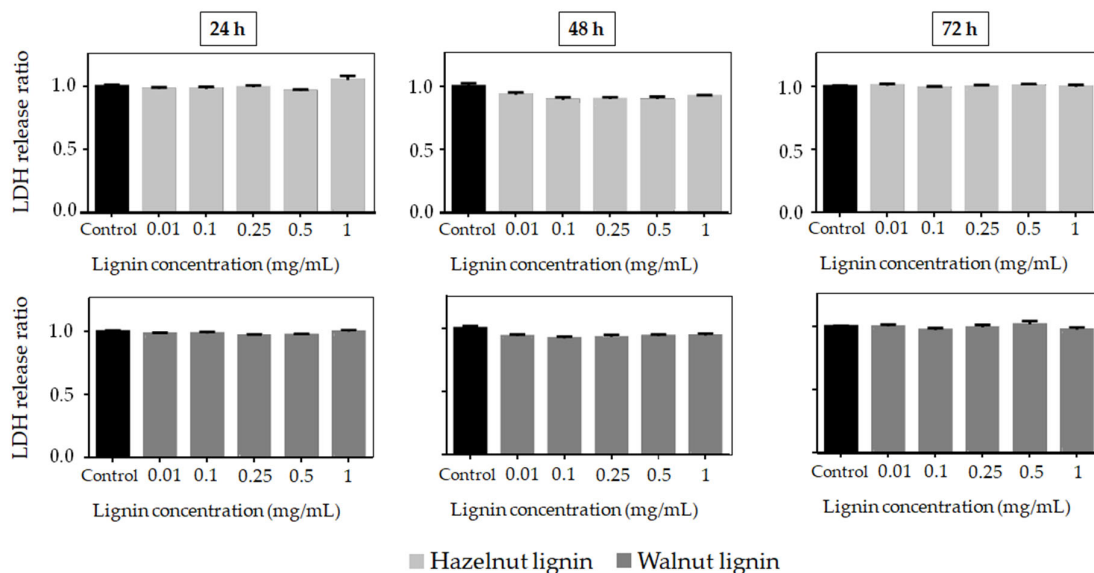 24 h
48 h
72 h
LDH release ratio
1.0
0.5
0.0
Control 0.01 0.1 0.25 0.5 1
Lignin concentration (mg/mL)
1.0
0.5
0.0
Control 0.01 0.1 0.25 0.5 1
Lignin concentration (mg/mL)
1.0
0.5
0.0
Control 0.01 0.1 0.25 0.5 1
Lignin concentration (mg/mL)
LDH release ratio
1.0
0.5
0.0
Control 0.01 0.1 0.25 0.5 1
Lignin concentration (mg/mL)
Control 0.01 0.1 0.25 0.5 1
Lignin concentration (mg/mL)
Control 0.01 0.1 0.25 0.5 1
Lignin concentration (mg/mL)
Hazelnut lignin Walnut lignin